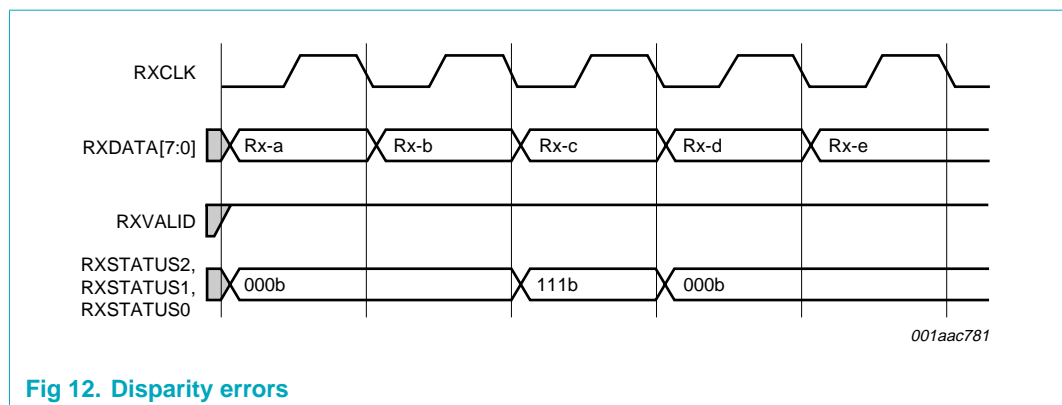 RXCLK
RXDATA[7:0] Rx-a Rx-b Rx-c Rx-d Rx-e
RXVALID
RXSTATUS2,
RXSTATUS1, 000b 111b 000b
RXSTATUS0
001aac781
Fig 12. Disparity errors